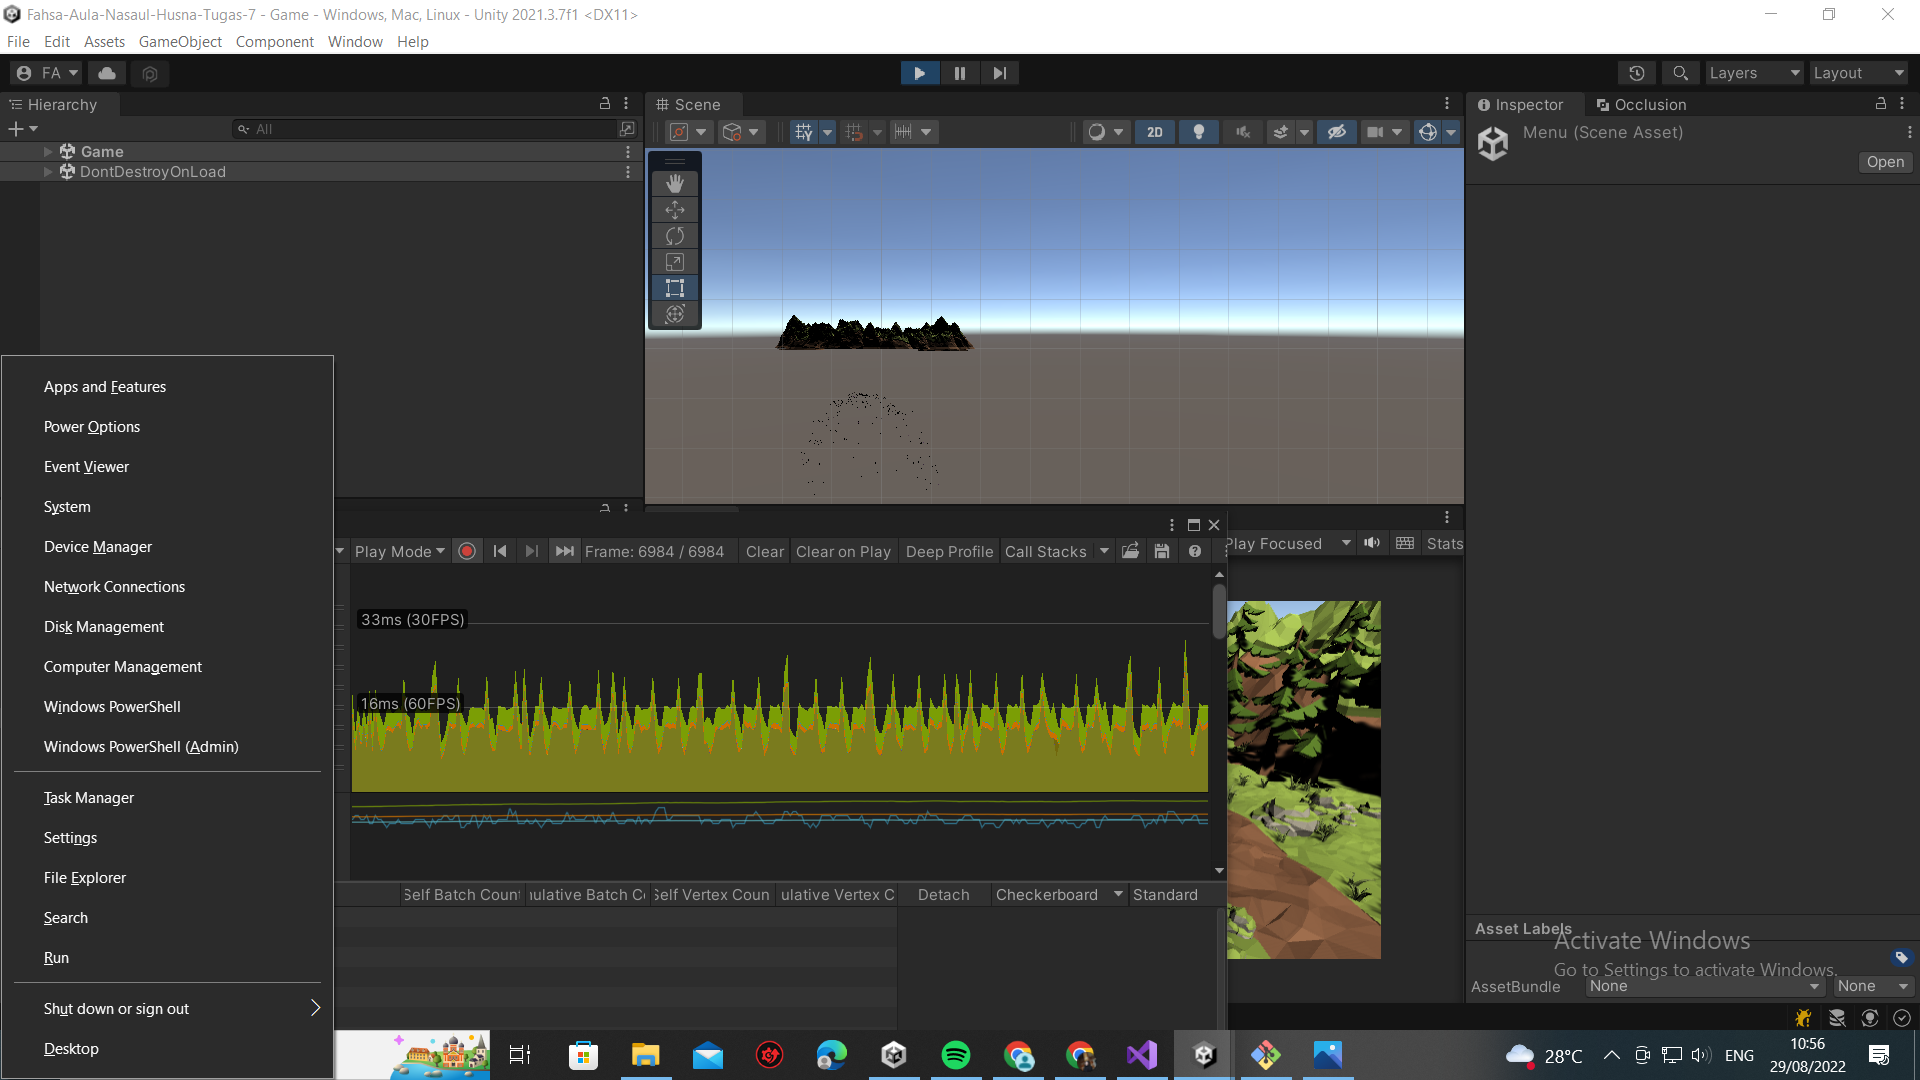 Fahsa-Aula-Nasaul-Husna-Tugas-7 - Game - Windows, Mac, Linux - Unity 2021.3.7f1 <DX11>
File Edit Assets GameObject Component Window Help
FA
Layers
Layout
Hierarchy
Scene
Inspector
Occlusion
All
2D
Menu (Scene Asset)
Open
Game
DontDestroyOnLoad
Apps and Features
Power Options
Event Viewer
System
Device Manager
Network Connections
Disk Management
Computer Management
Windows PowerShell
Windows PowerShell (Admin)
Task Manager
Settings
File Explorer
Search
Run
Shut down or sign out
Desktop
Play Mode
Frame: 6984 / 6984
Clear
Clear on Play
Deep Profile
Call Stacks
Play Focused
Stats
33ms (30FPS)
16ms (60FPS)
Self Batch Count
ulative Batch C
Self Vertex Coun
ulative Vertex C
Detach
Checkerboard
Standard
Asset Labels
Activate Windows
Go to Settings to activate Windows.
AssetBundle
None
None
28°C
ENG
10:56
29/08/2022